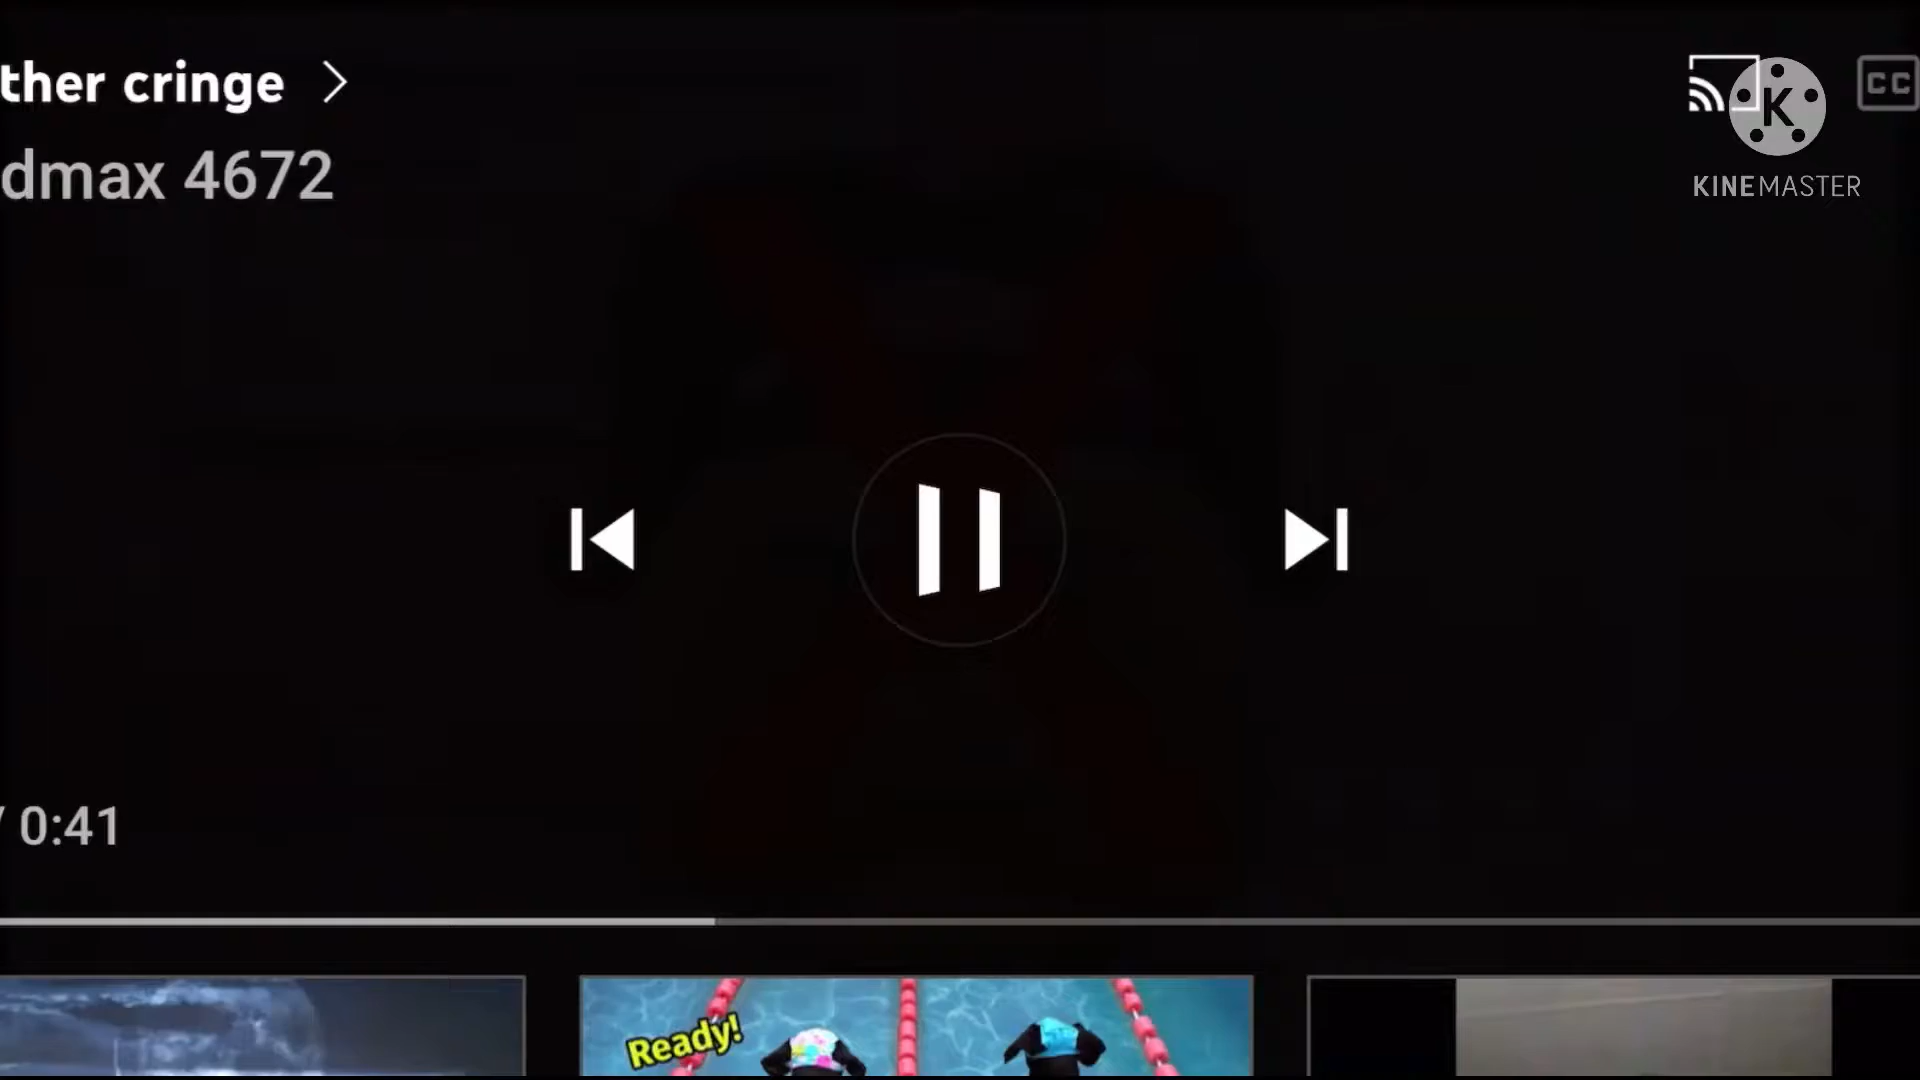 ther cringe
dmax 4672
CC
K
KINEMASTER
/ 0:41
Ready!